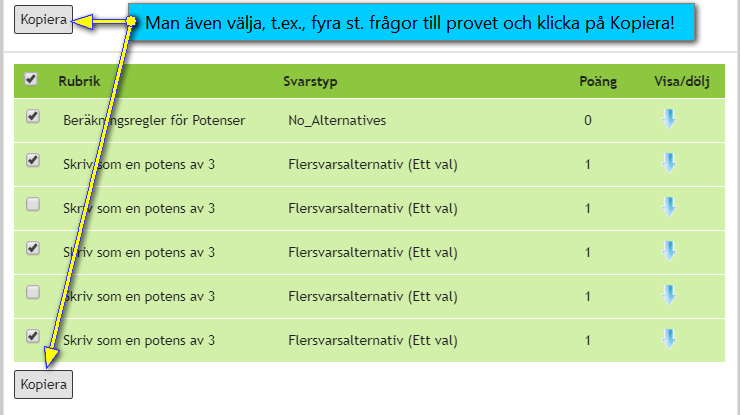 Kopiera
Man även välja, t.ex., fyra st. frågor till provet och klicka på Kopiera!
Rubrik Svarstyp Poäng Visa/dölj
Beräkningsregler för Potenser No_Alternatives 0
Skriv som en potens av 3 Flersvarsalternativ (Ett val) 1
Skriv som en potens av 3 Flersvarsalternativ (Ett val) 1
Skriv som en potens av 3 Flersvarsalternativ (Ett val) 1
Skriv som en potens av 3 Flersvarsalternativ (Ett val) 1
Skriv som en potens av 3 Flersvarsalternativ (Ett val) 1
Kopiera